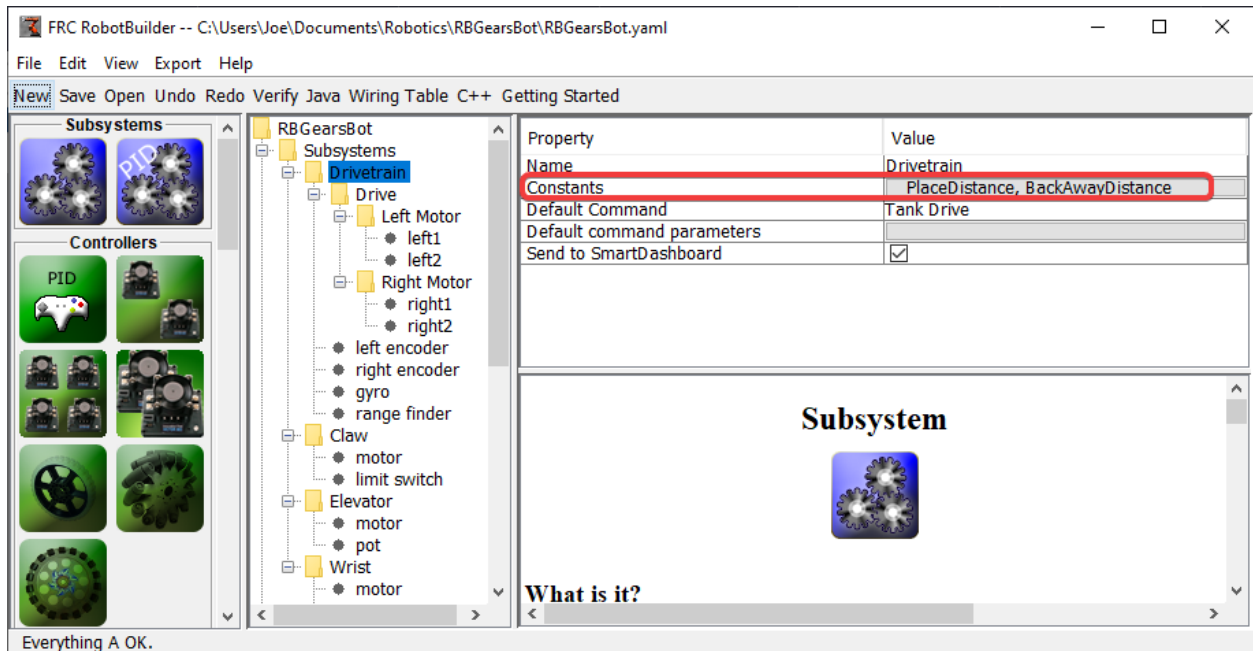 FRC RobotBuilder -- C:\Users\Joe\Documents\Robotics\RBGearsBot\RBGearsBot.yaml
File Edit View Export Help
New Save Open Undo Redo Verify Java Wiring Table C++ Getting Started
Subsystems
PID
Controllers
PID
RBGearsBot
Subsystems
Drivetrain
Drive
Left Motor
left1
left2
Right Motor
right1
right2
left encoder
right encoder
gyro
range finder
Claw
motor
limit switch
Elevator
motor
pot
Wrist
motor
Property Value
Name Drivetrain
Constants PlaceDistance, BackAwayDistance
Default Command Tank Drive
Default command parameters
Send to SmartDashboard
Subsystem
What is it?
Everything A OK.